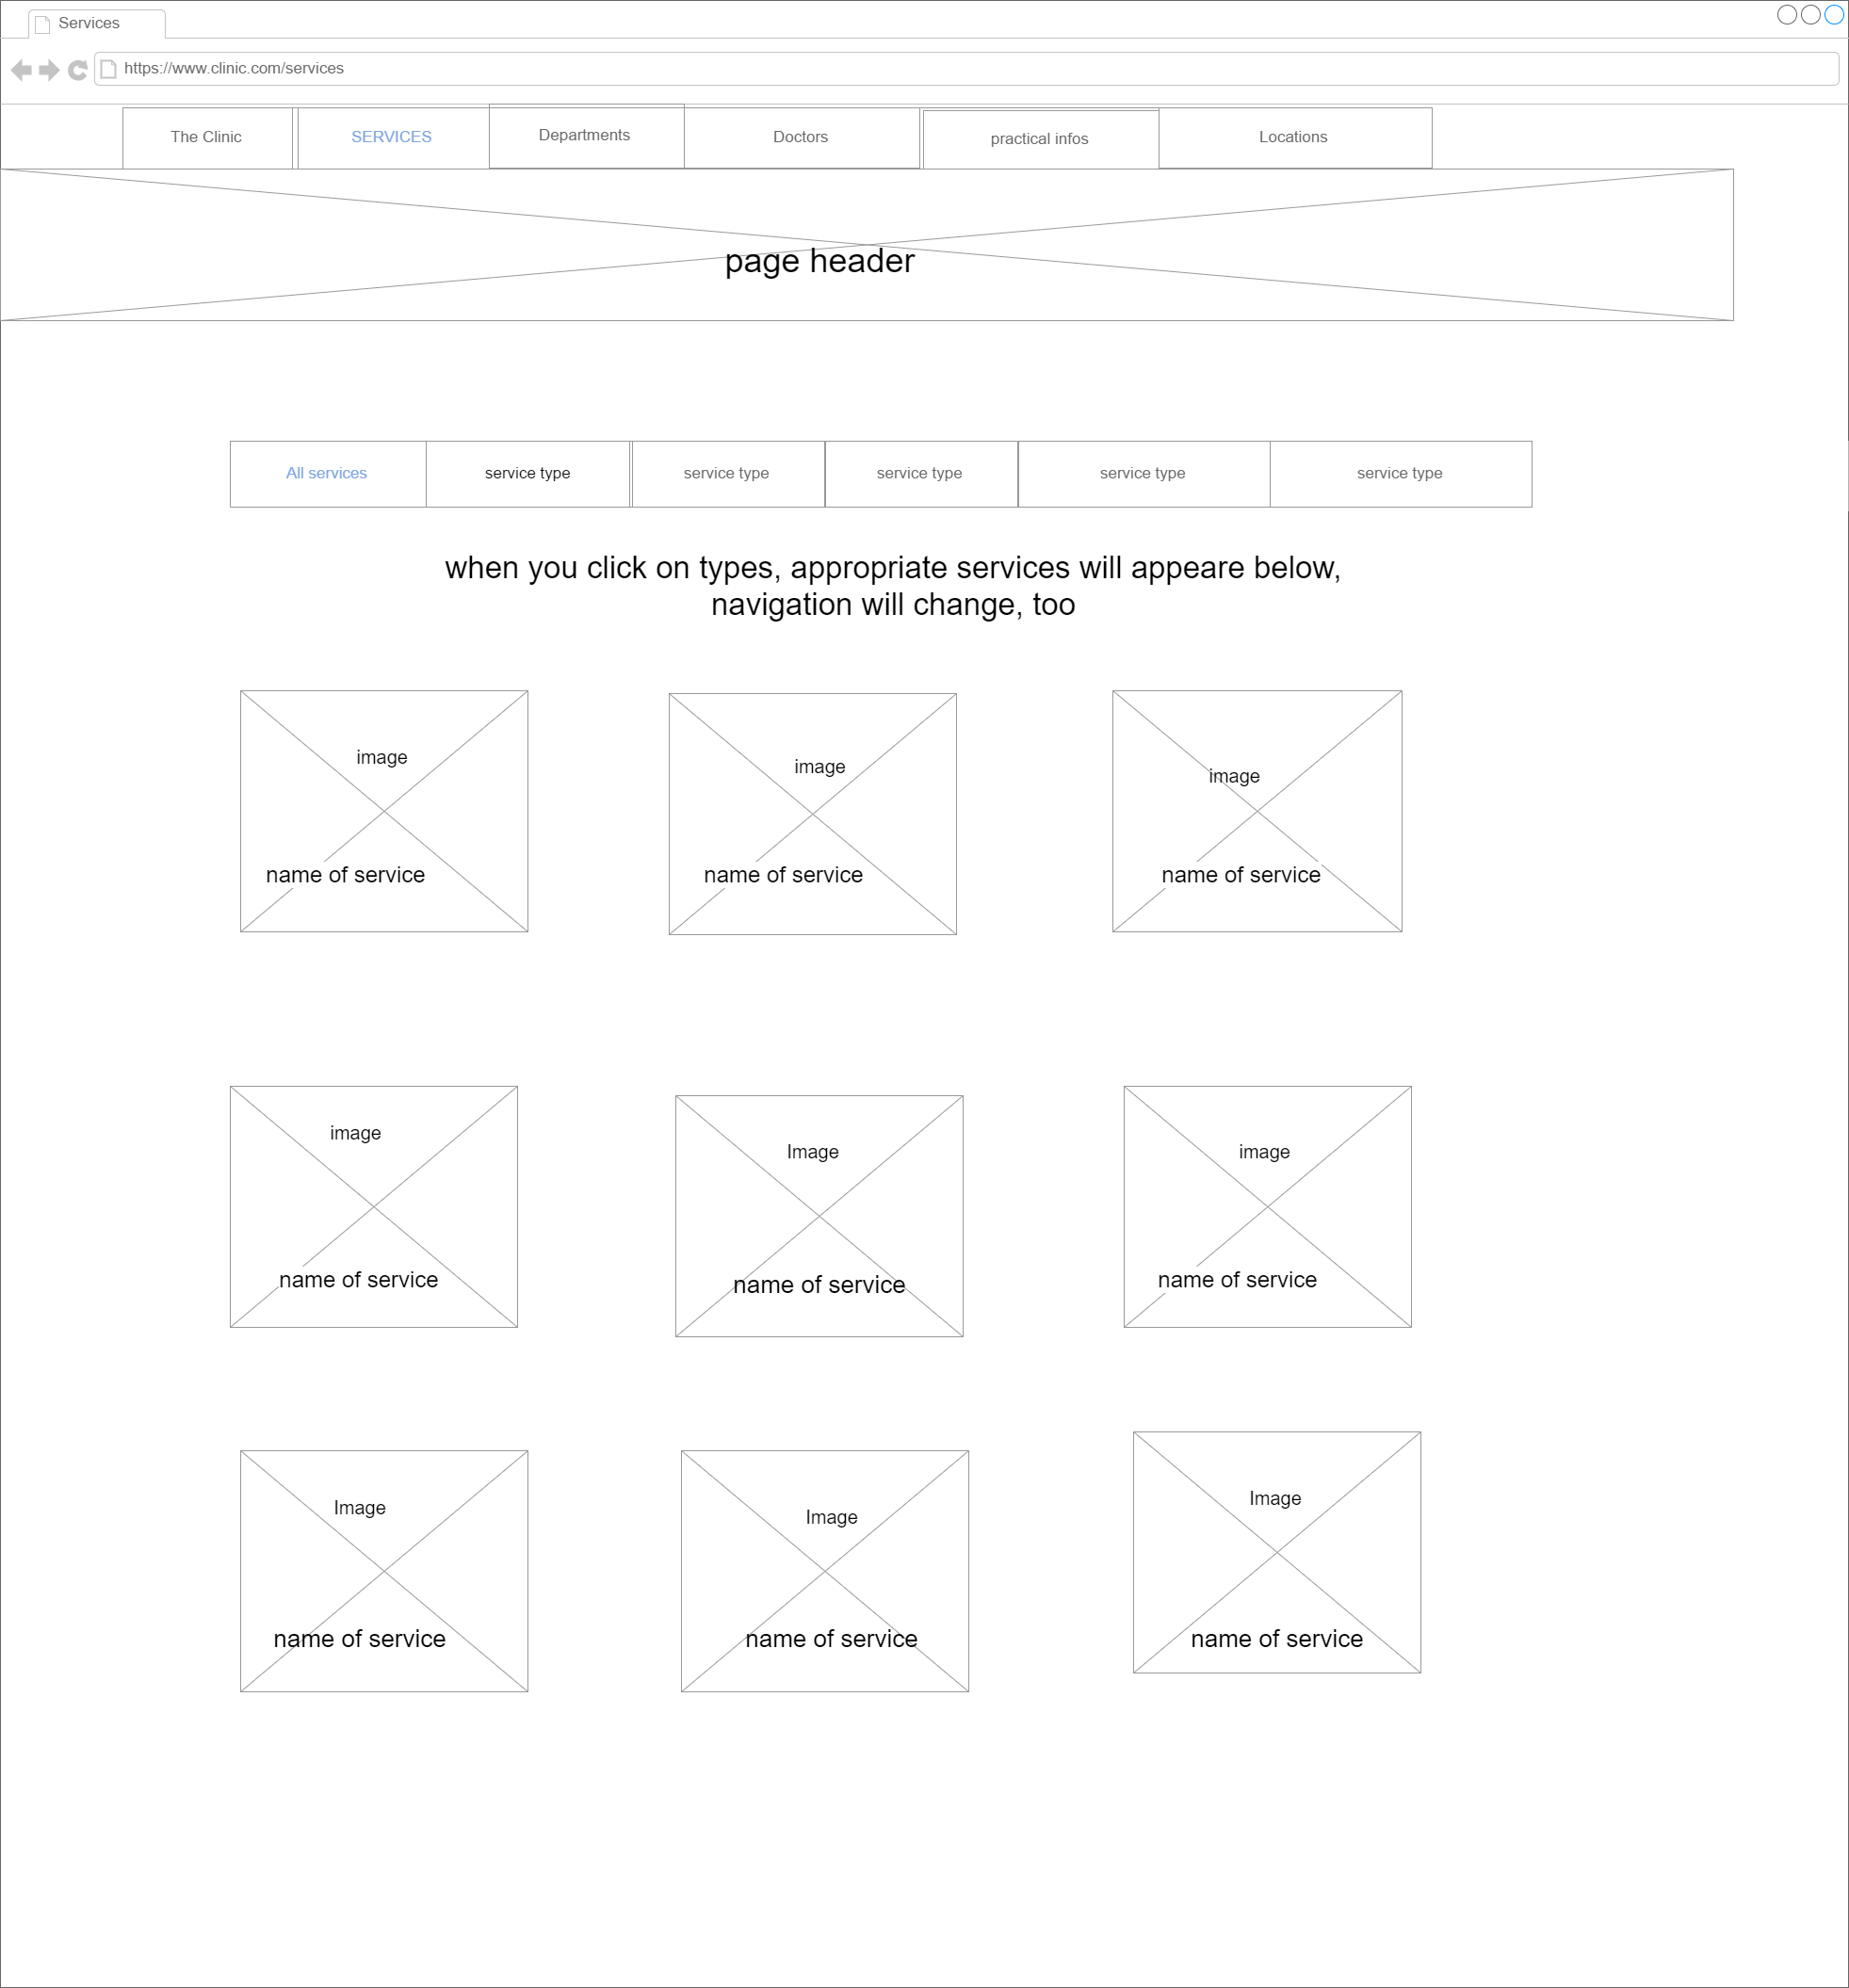 Services
https://www.clinic.com/services
The Clinic
SERVICES
Departments
Doctors
practical infos
Locations
page header
All services
service type
service type
service type
service type
service type
when you click on types, appropriate services will appeare below,
navigation will change, too
image
image
image
name of service
name of service
name of service
image
Image
image
name of service
name of service
name of service
Image
Image
Image
name of service
name of service
name of service